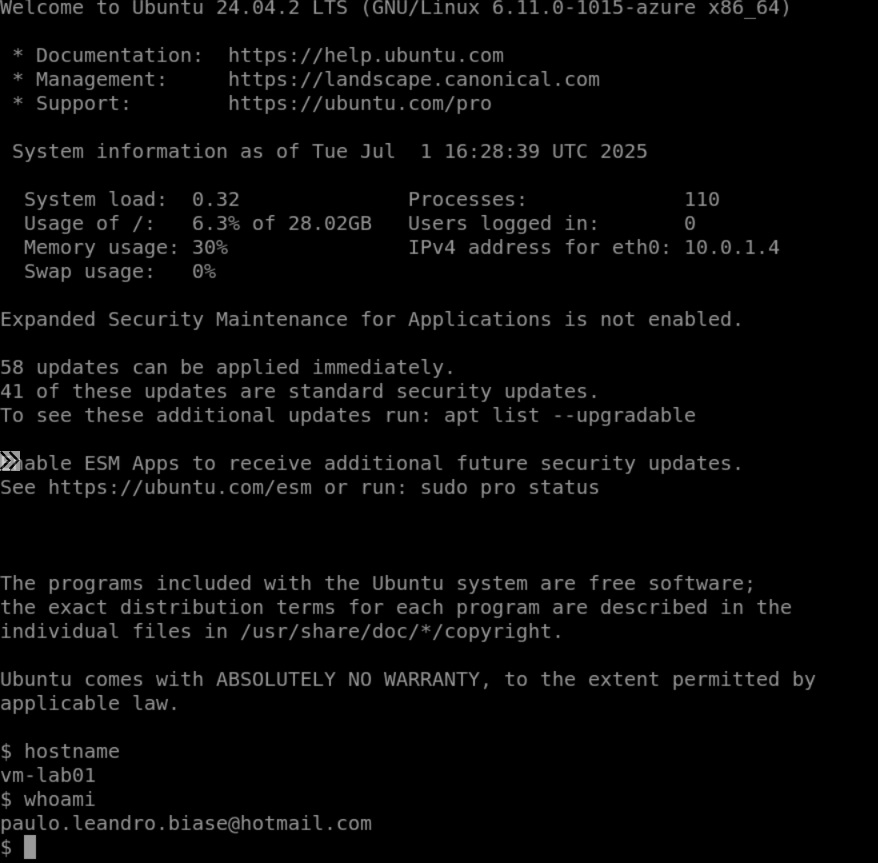 Welcome to Ubuntu 24.04.2 LTS (GNU/Linux 6.11.0-1015-azure x86_64)
* Documentation:  https://help.ubuntu.com
* Management:     https://landscape.canonical.com
* Support:        https://ubuntu.com/pro
System information as of Tue Jul  1 16:28:39 UTC 2025
System load:  0.32              Processes:             110
Usage of /:   6.3% of 28.02GB   Users logged in:       0
Memory usage: 30%               IPv4 address for eth0: 10.0.1.4
Swap usage:   0%
Expanded Security Maintenance for Applications is not enabled.
58 updates can be applied immediately.
41 of these updates are standard security updates.
To see these additional updates run: apt list --upgradable
nable ESM Apps to receive additional future security updates.
See https://ubuntu.com/esm or run: sudo pro status
The programs included with the Ubuntu system are free software;
the exact distribution terms for each program are described in the
individual files in /usr/share/doc/*/copyright.
Ubuntu comes with ABSOLUTELY NO WARRANTY, to the extent permitted by
applicable law.
$ hostname
vm-lab01
$ whoami
paulo.leandro.biase@hotmail.com
$